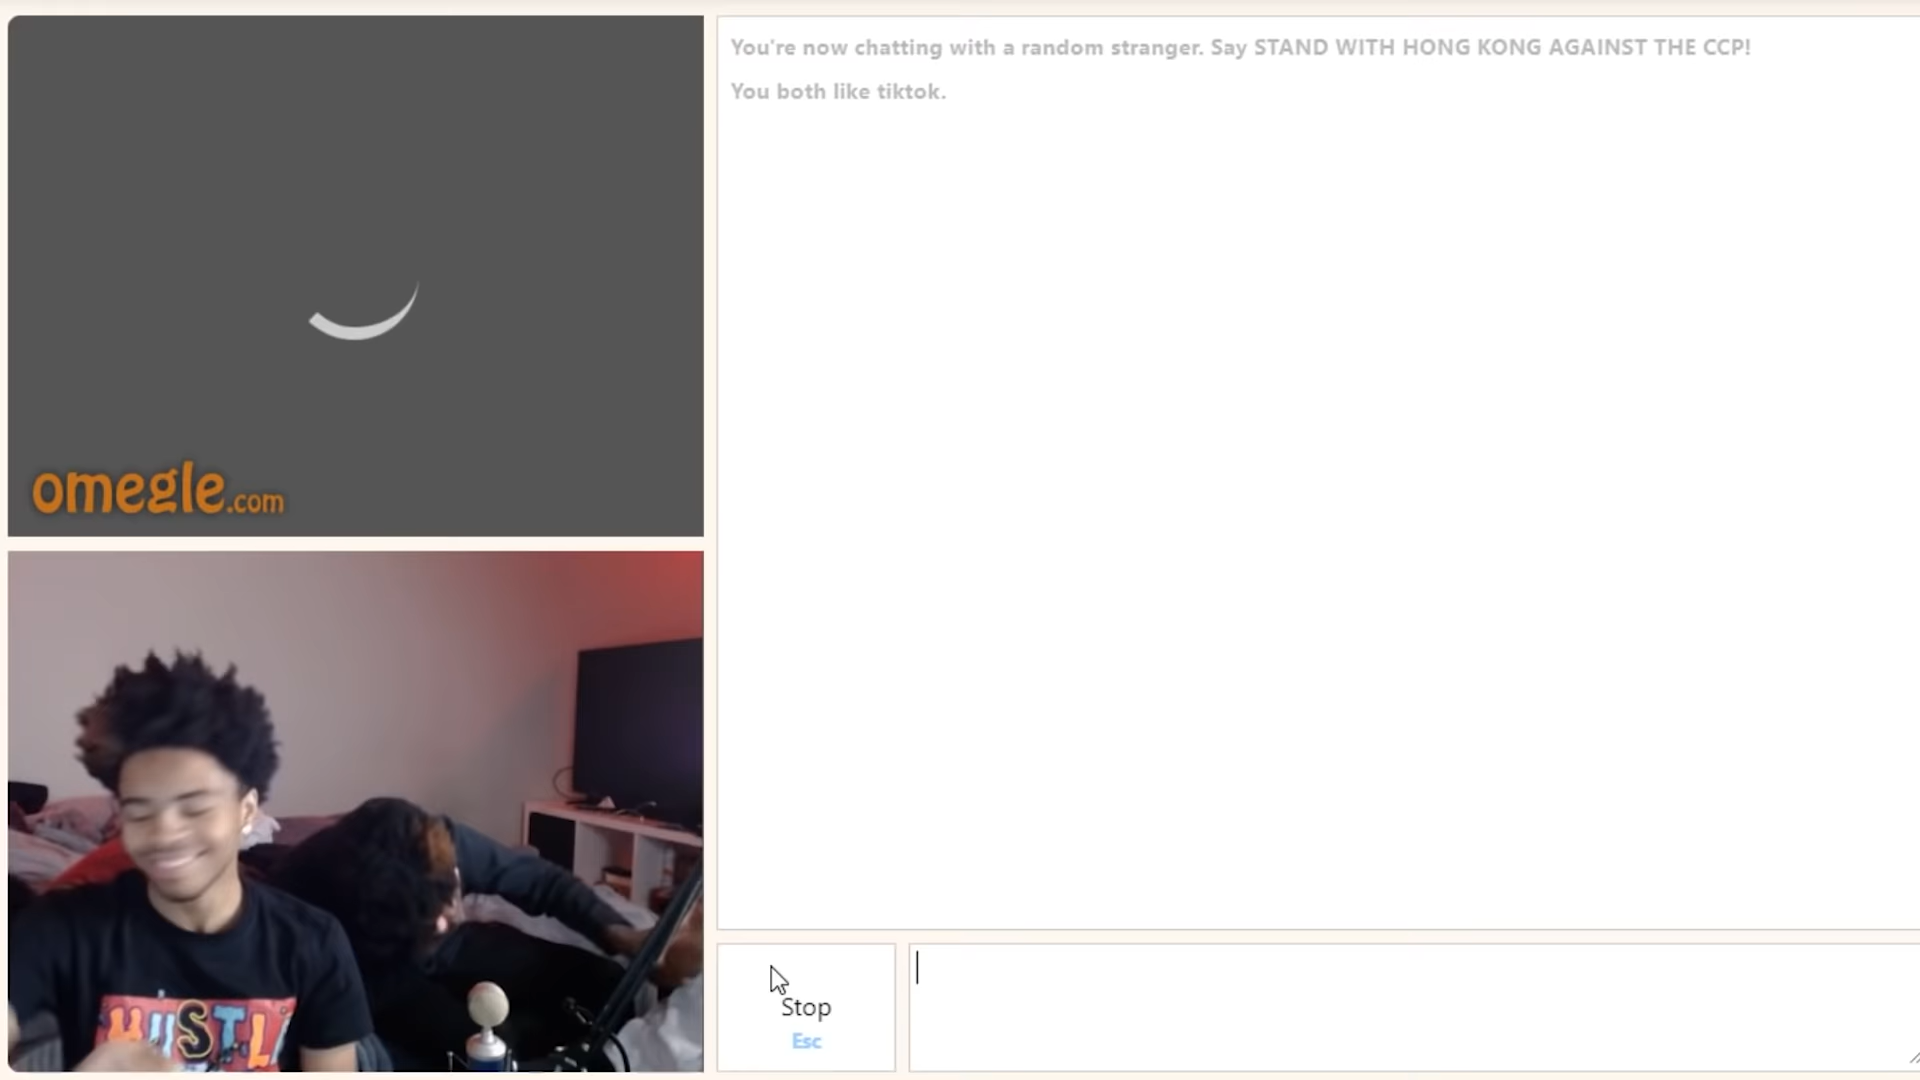 You're now chatting with a random stranger. Say STAND WITH HONG KONG AGAINST THE CCP!
You both like tiktok.
omegle.com
HUSTL
Stop
Esc